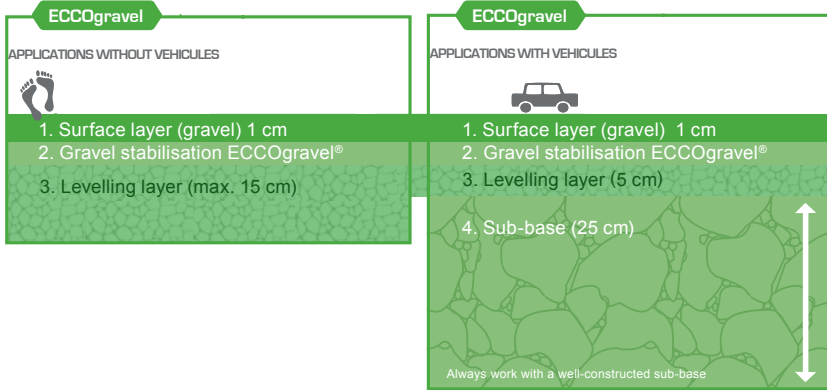 ECCOgravel
APPLICATIONS WITHOUT VEHICULES
1. Surface layer (gravel) 1 cm
2. Gravel stabilisation ECCOgravel®
3. Levelling layer (max. 15 cm)
ECCOgravel
APPLICATIONS WITH VEHICULES
1. Surface layer (gravel) 1 cm
2. Gravel stabilisation ECCOgravel®
3. Levelling layer (5 cm)
4. Sub-base (25 cm)
Always work with a well-constructed sub-base